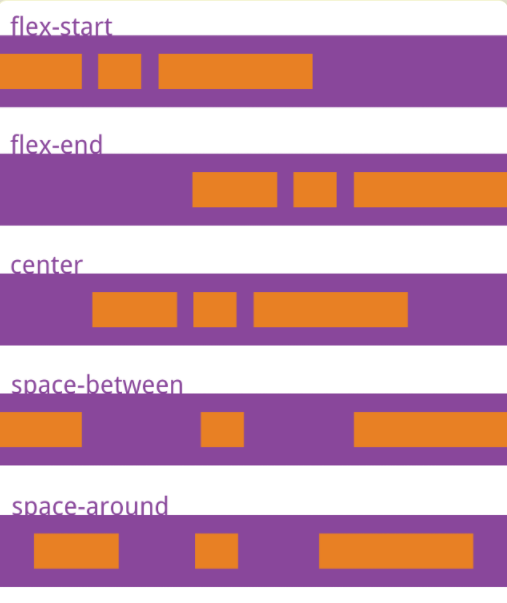 flex-start
flex-end
center
space-between
space-around